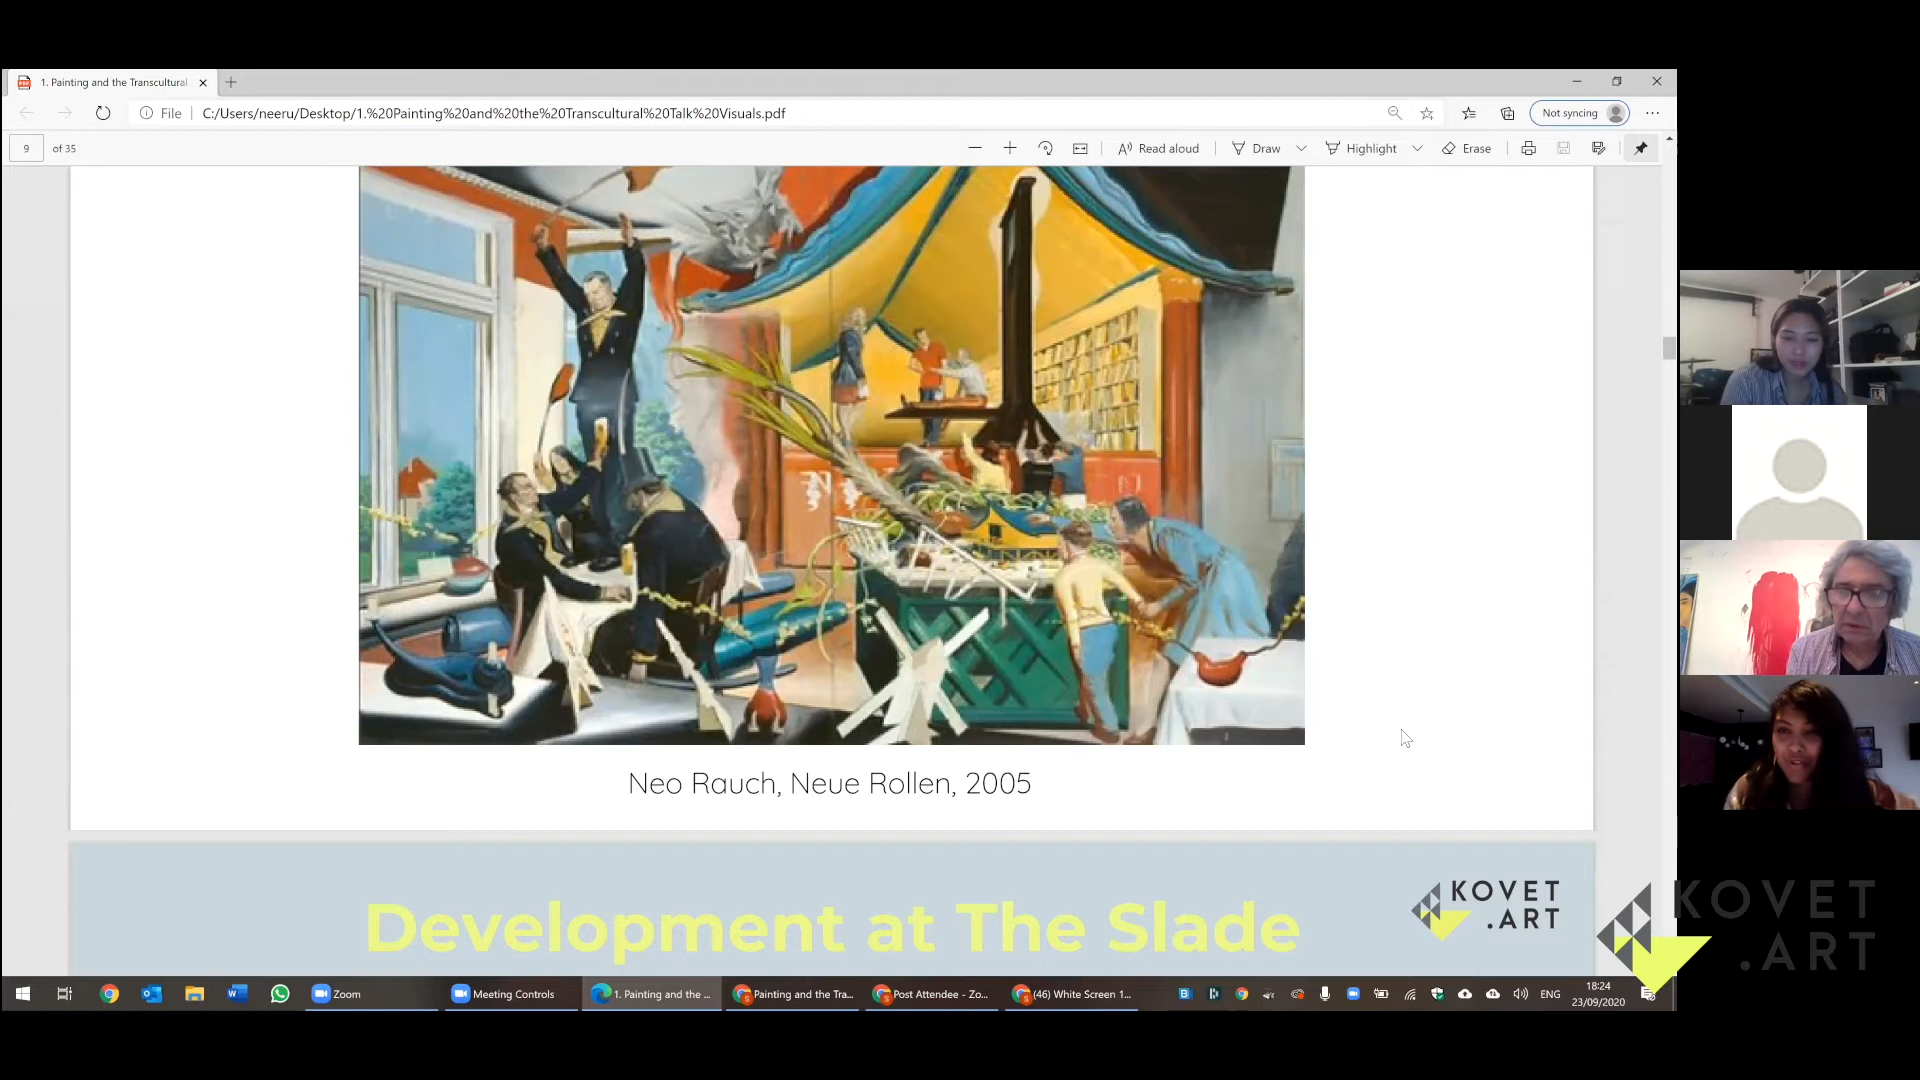 1. Painting and the Transcultural
File
C:/Users/neeru/Desktop/1.%20Painting%20and%20the%20Transcultural%20Talk%20Visuals.pdf
Not syncing
9 of 35
Read aloud
Draw
Highlight
Erase
Neo Rauch, Neue Rollen, 2005
Development at The Slade
KOVET
.ART
KOVET
.ART
Zoom
Meeting Controls
1. Painting and the ...
Painting and the Tra...
Post Attendee - Zo...
(46) White Screen 1...
ENG
18:24
23/09/2020